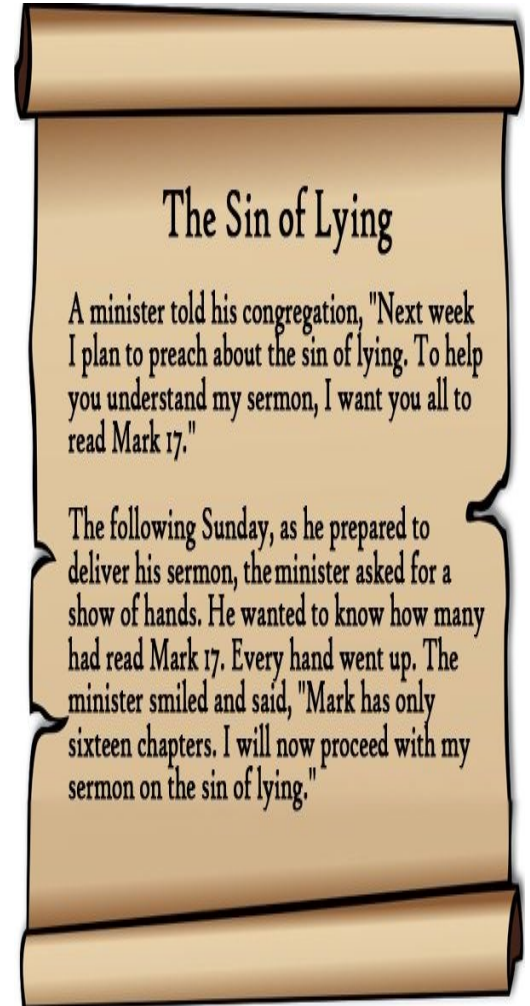 The Sin of Lying
A minister told his congregation, "Next week
I plan to preach about the sin of lying. To help
you understand my sermon, I want you all to
read Mark 17."
The following Sunday, as he prepared to
deliver his sermon, the minister asked for a
show of hands. He wanted to know how many
had read Mark 17. Every hand went up. The
minister smiled and said, "Mark has only
sixteen chapters. I will now proceed with my
sermon on the sin of lying."